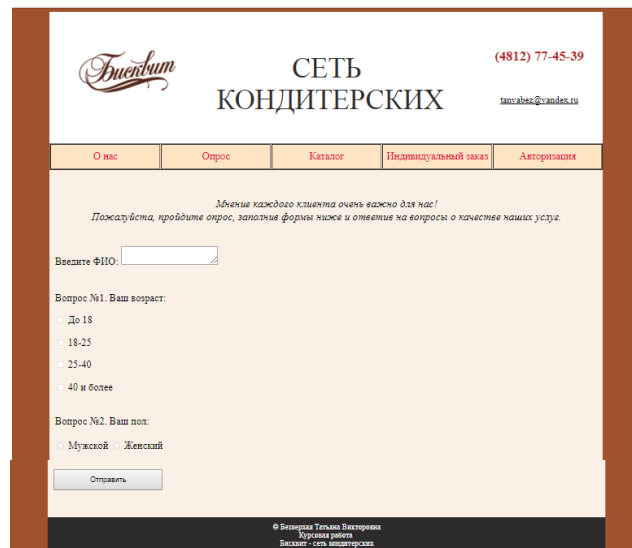 Бисквит
СЕТЬ
КОНДИТЕРСКИХ
(4812) 77-45-39
tanyabez@yandex.ru
О нас
Опрос
Каталог
Индивидуальный заказ
Авторизация
Мнение каждого клиента очень важно для нас!
Пожалуйста, пройдите опрос, заполнив формы ниже и ответив на вопросы о качестве наших услуг.
Введите ФИО:
Вопрос №1. Ваш возраст:
До 18
18-25
25-40
40 и более
Вопрос №2. Ваш пол:
Мужской Женский
Отправить
© Безверхая Татьяна Викторовна
Курсовая работа
Бисквит - сеть кондитерских